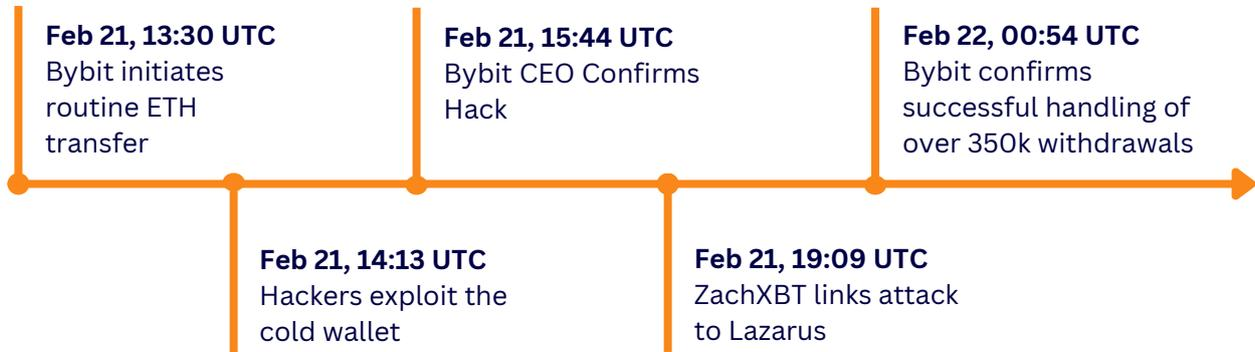 Feb 21, 13:30 UTC
Bybit initiates
routine ETH
transfer
Feb 21, 14:13 UTC
Hackers exploit the
cold wallet
Feb 21, 15:44 UTC
Bybit CEO Confirms
Hack
Feb 21, 19:09 UTC
ZachXBT links attack
to Lazarus
Feb 22, 00:54 UTC
Bybit confirms
successful handling of
over 350k withdrawals